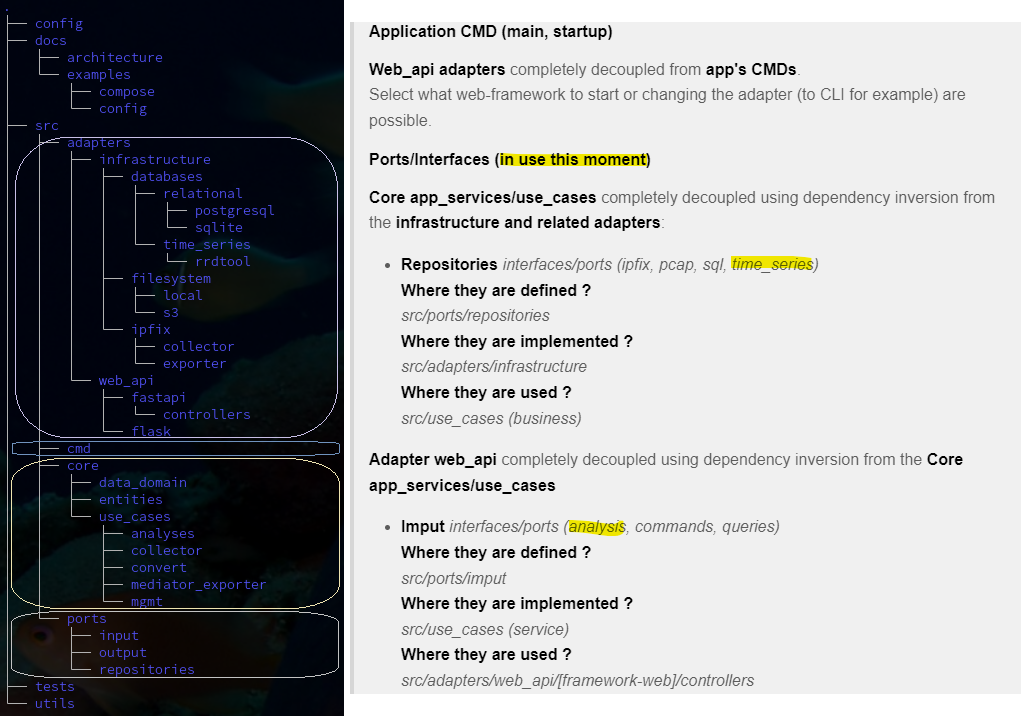 .
config
docs
architecture
examples
compose
config
src
adapters
infrastructure
databases
relational
postgresql
sqlite
time_series
rrdtool
filesystem
local
s3
ipfix
collector
exporter
web_api
fastapi
controllers
flask
cmd
core
data_domain
entities
use_cases
analyses
collector
convert
mediator_exporter
mgmt
ports
input
output
repositories
tests
utils
Application CMD (main, startup)
Web_api adapters completely decoupled from app's CMDs.
Select what web-framework to start or changing the adapter (to CLI for example) are
possible.
Ports/Interfaces (in use this moment)
Core app_services/use_cases completely decoupled using dependency inversion from
the infrastructure and related adapters:
• Repositories interfaces/ports (ipfix, pcap, sql, time_series)
Where they are defined ?
src/ports/repositories
Where they are implemented ?
src/adapters/infrastructure
Where they are used ?
src/use_cases (business)
Adapter web_api completely decoupled using dependency inversion from the Core
app_services/use_cases
• Imput interfaces/ports (analysis, commands, queries)
Where they are defined ?
src/ports/imput
Where they are implemented ?
src/use_cases (service)
Where they are used ?
src/adapters/web_api/[framework-web]/controllers